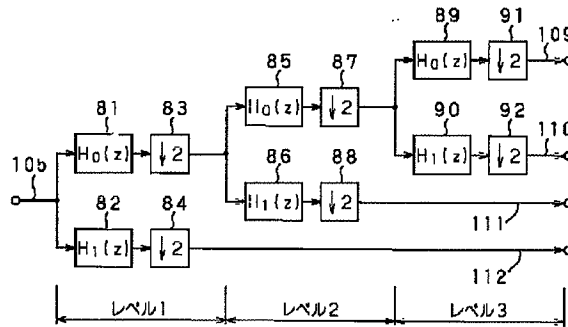 89 91 109
85 87 H₀(z) ↓2
81 83 H₀(z) ↓2 90 92 110
10b H₀(z) ↓2 86 88 H₁(z) ↓2
82 84 H₁(z) ↓2 111
H₁(z) ↓2 112
レベル1 レベル2 レベル3